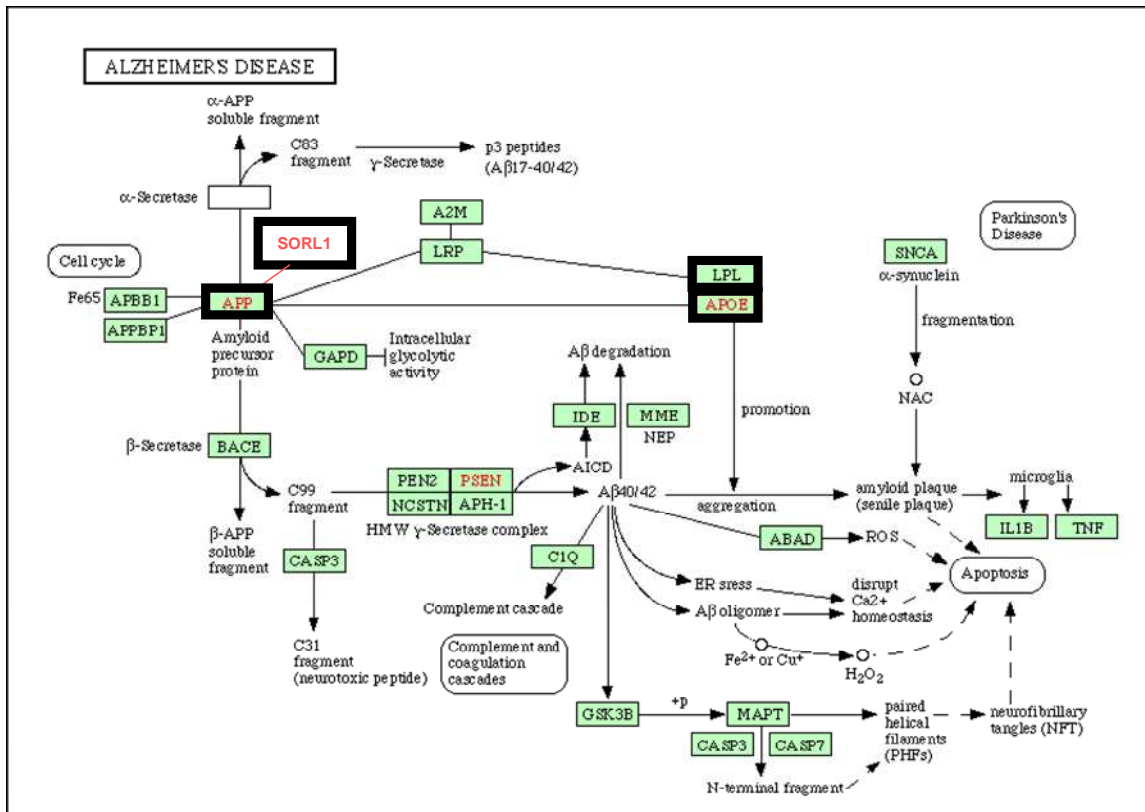 ALZHEIMER'S DISEASE
α-APP
soluble fragment
C83
fragment
γ-Secretase
p3 peptides
(Aβ17-40/42)
α-Secretase
A2M
LRP
SORL1
Cell cycle
Parkinson's
Disease
SNCA
α-synuclein
LPL
APOE
Fe65
APBB1
APP
APPBP1
Amyloid
precursor
protein
GAPD
Intracellular
glycolytic
activity
fragmentation
NAC
Aβ degradation
IDE
MME
NEP
promotion
β-Secretase
BACE
AICD
C99
fragment
PEN2
PSEN
NCSTN
APH-1
HMW γ-Secretase complex
Aβ40/42
aggregation
amyloid plaque
(senile plaque)
microglia
IL1B
TNF
β-APP
soluble
fragment
CASP3
C1Q
ABAD
ROS
Apoptosis
Complement cascade
ER sress
disrupt
Ca2+
homeostasis
Aβ oligomer
C31
fragment
(neurotoxic peptide)
Complement and
coagulation
cascades
Fe2+ or Cu+
H2O2
GSK3B
+p
MAPT
paired
helical
filaments
(PHFs)
neurofibrillary
tangles (NFT)
CASP3
CASP7
N-terminal fragment